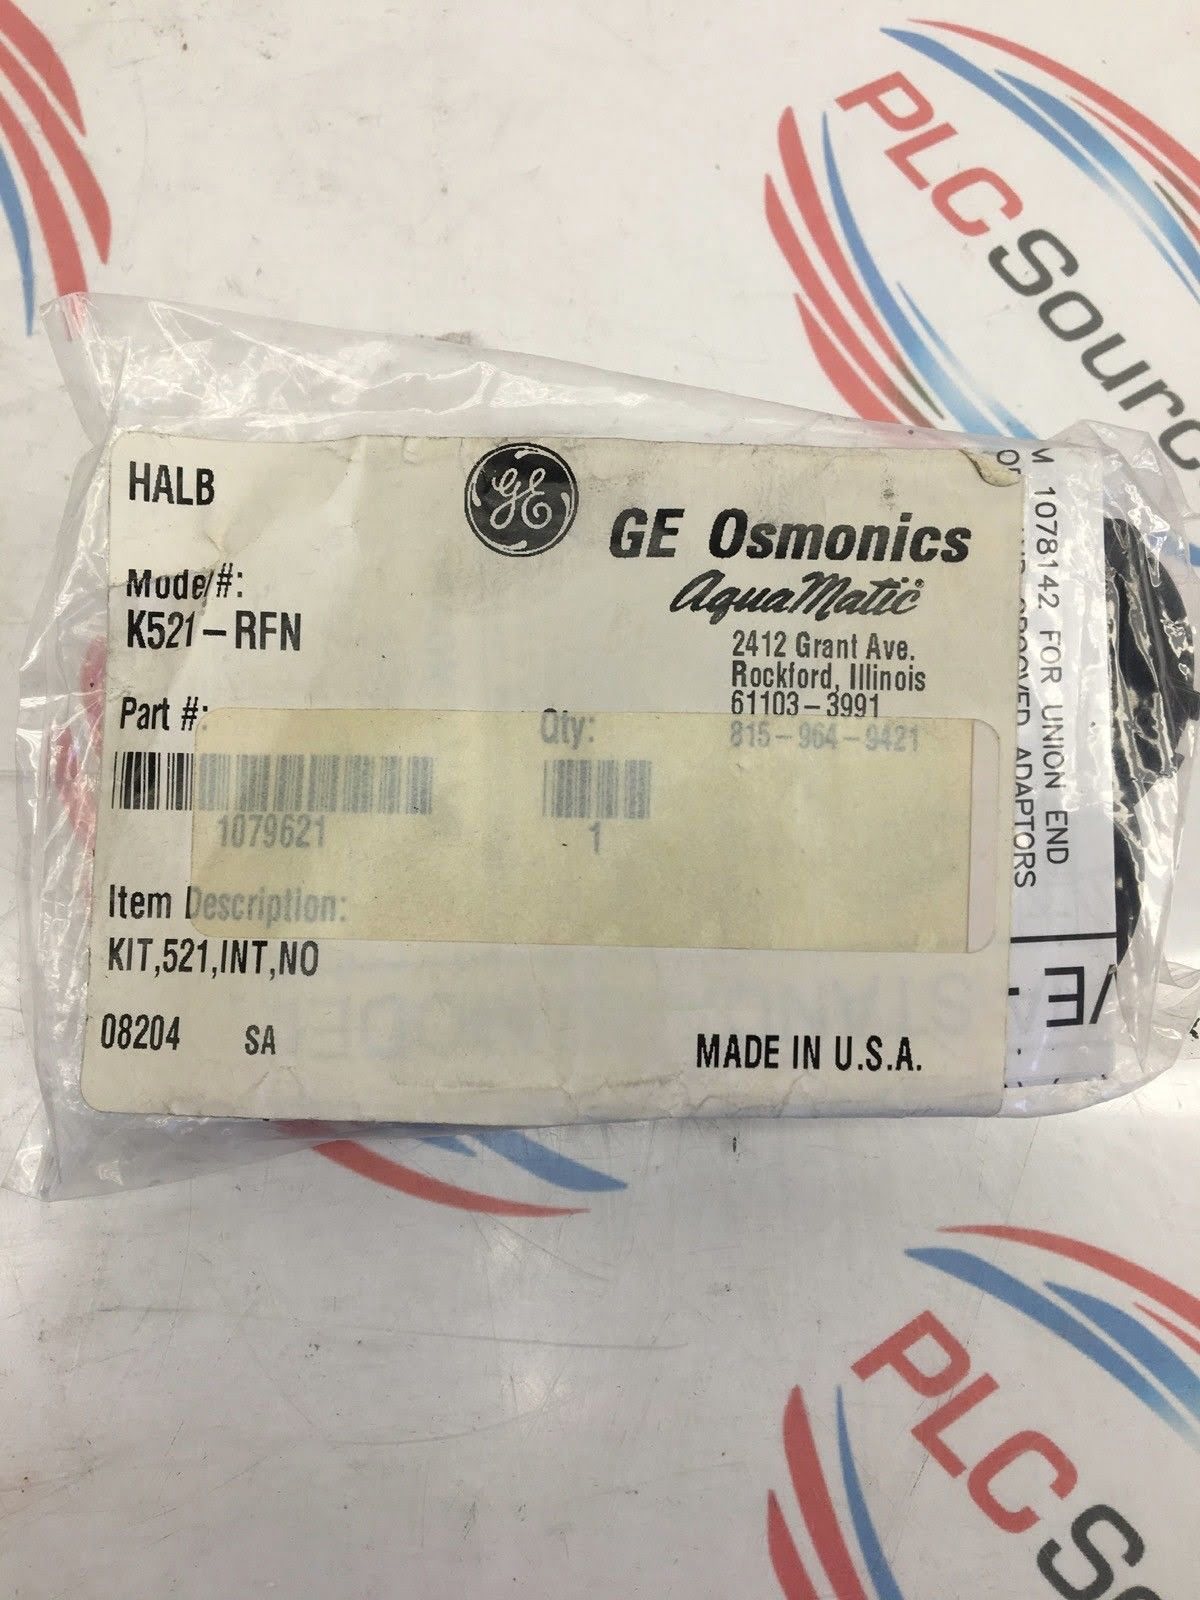 PLC Sourc
HALB
GE
GE Osmonics
AquaMatic
Model#:
K521-RFN
2412 Grant Ave.
Rockford, Illinois
61103-3991
815-964-9421
Part #:
Qty:
1079621
1
Item Description:
KIT,521,INT,NO
08204 SA
MADE IN U.S.A.
M 1078142 FOR UNION END
ADAPTORS
PLC S